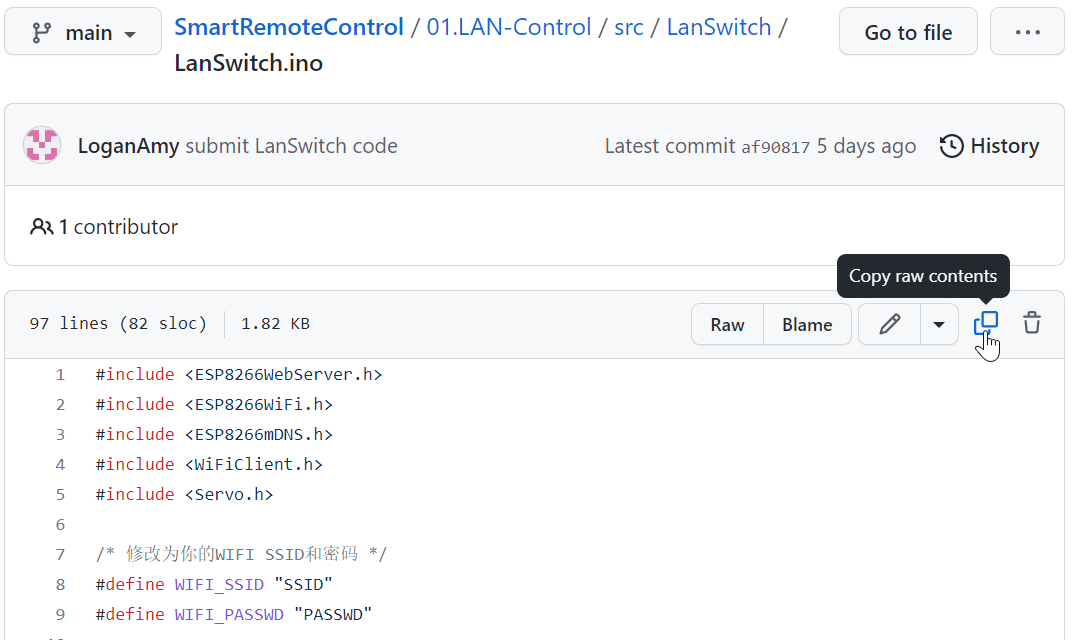 main
SmartRemoteControl / 01.LAN-Control / src / LanSwitch /
LanSwitch.ino
Go to file
LoganAmy submit LanSwitch code
Latest commit af90817 5 days ago
History
1 contributor
Copy raw contents
97 lines (82 sloc) 1.82 KB
Raw
Blame
1 #include <ESP8266WebServer.h>
2 #include <ESP8266WiFi.h>
3 #include <ESP8266mDNS.h>
4 #include <WiFiClient.h>
5 #include <Servo.h>
6
7 /* 修改为你的WIFI SSID和密码 */
8 #define WIFI_SSID "SSID"
9 #define WIFI_PASSWD "PASSWD"